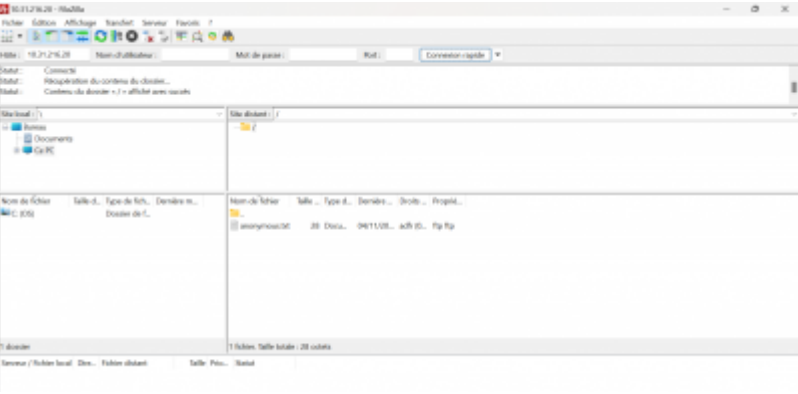 10.31.216.20 - FileZilla
Fichier Édition Affichage Transfert Serveur Favoris ?
Hôte : 10.31.216.20 Nom d'utilisateur : Mot de passe : Port : Connexion rapide
Statut : Connecté
Statut : Récupération du contenu du dossier...
Statut : Contenu du dossier « / » affiché avec succès
Site local : \ Site distant : /
Bureau /
Documents
Ce PC
Nom de fichier Taille d... Type de fich... Dernière m... Nom de fichier Taille ... Type d... Dernière... Droits ... Proprié...
C: (OS) Dossier de f... ..
anonymous.txt 28 Docu... 04/11/20... ftp ftp
1 dossier 1 fichier. Taille totale : 28 octets
Serveur / Fichier local Dire... Fichier distant Taille Prio... Statut